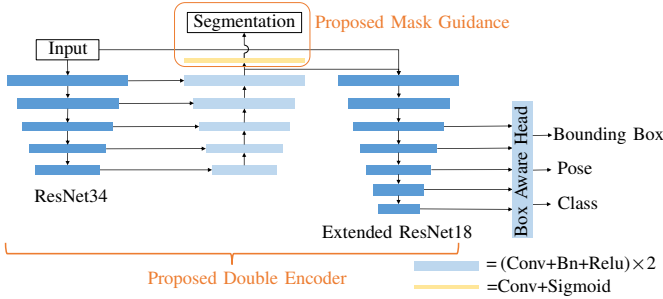 Segmentation
Proposed Mask Guidance
Input
Box Aware Head
Bounding Box
Pose
Class
ResNet34
Extended ResNet18
Proposed Double Encoder
=(Conv+Bn+Relu)×2
=Conv+Sigmoid